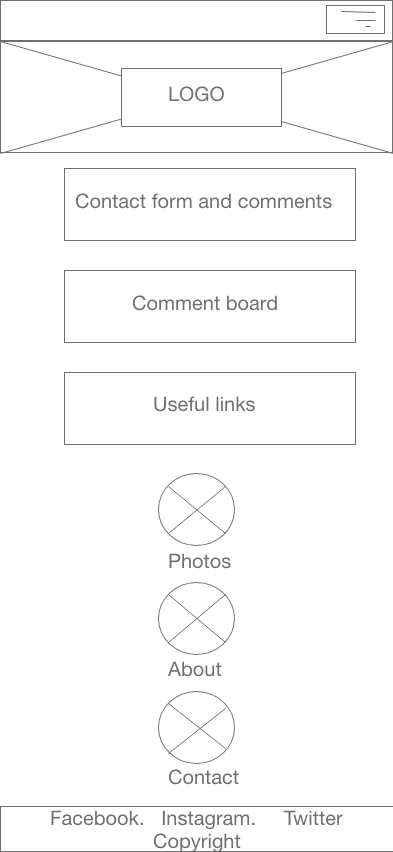 LOGO
Contact form and comments
Comment board
Useful links
Photos
About
Contact
Facebook. Instagram. Twitter
Copyright